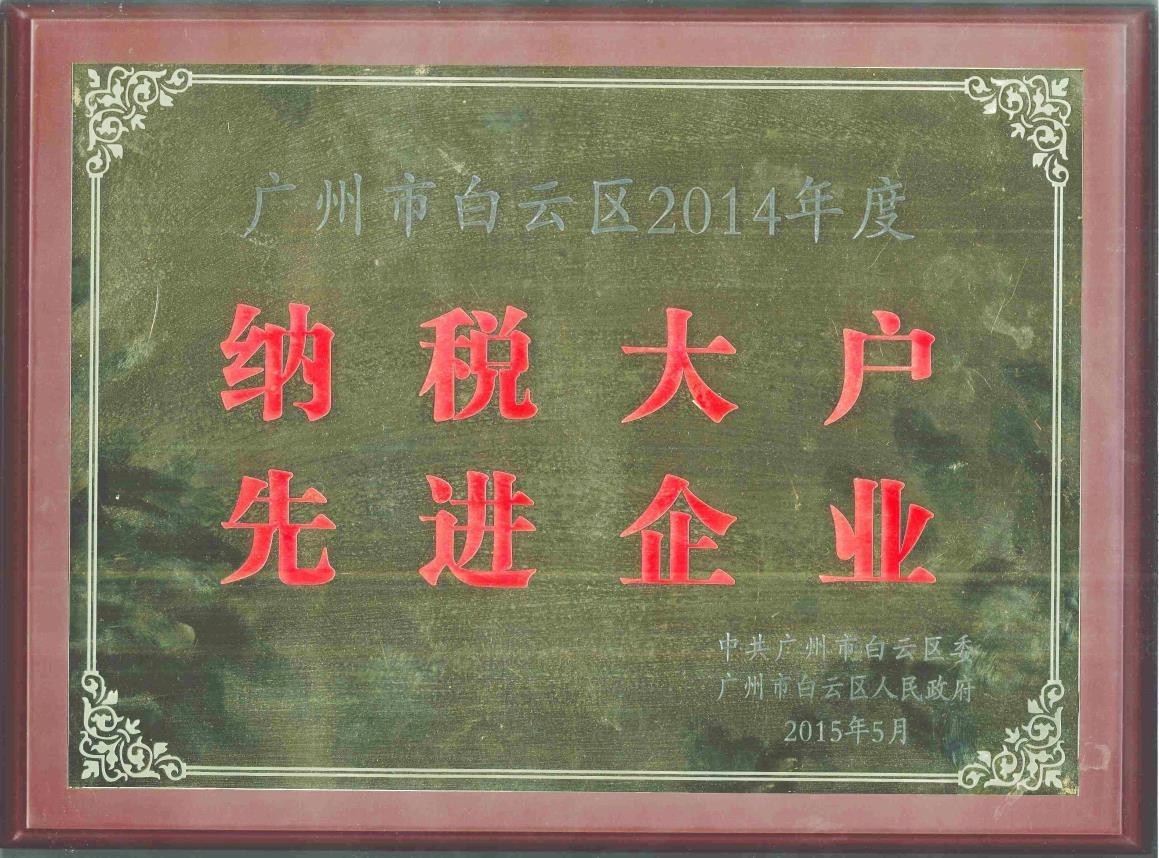 广州市白云区2014年度
纳税大户
先进企业
中共广州市白云区委
广州市白云区人民政府
2015年5月